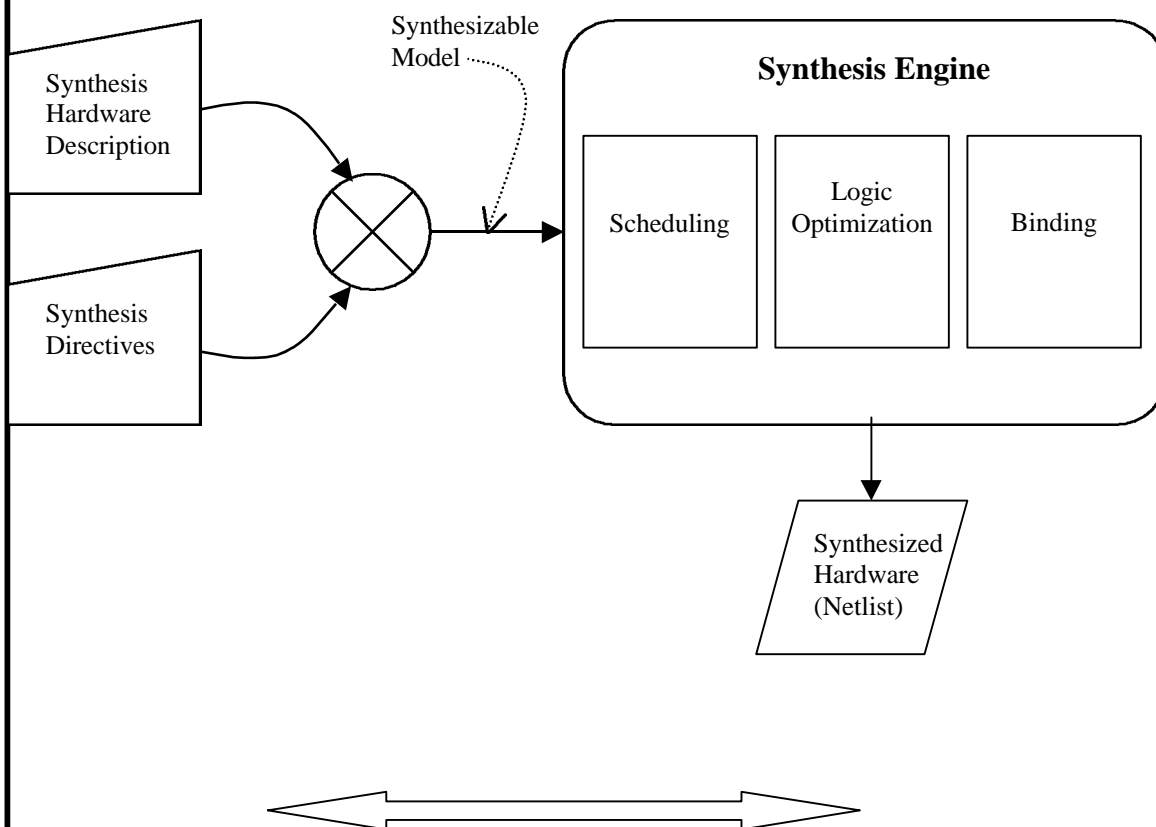 Synthesizable
Model
Synthesis
Hardware
Description
Synthesis Engine
Scheduling
Logic
Optimization
Binding
Synthesis
Directives
Synthesized
Hardware
(Netlist)